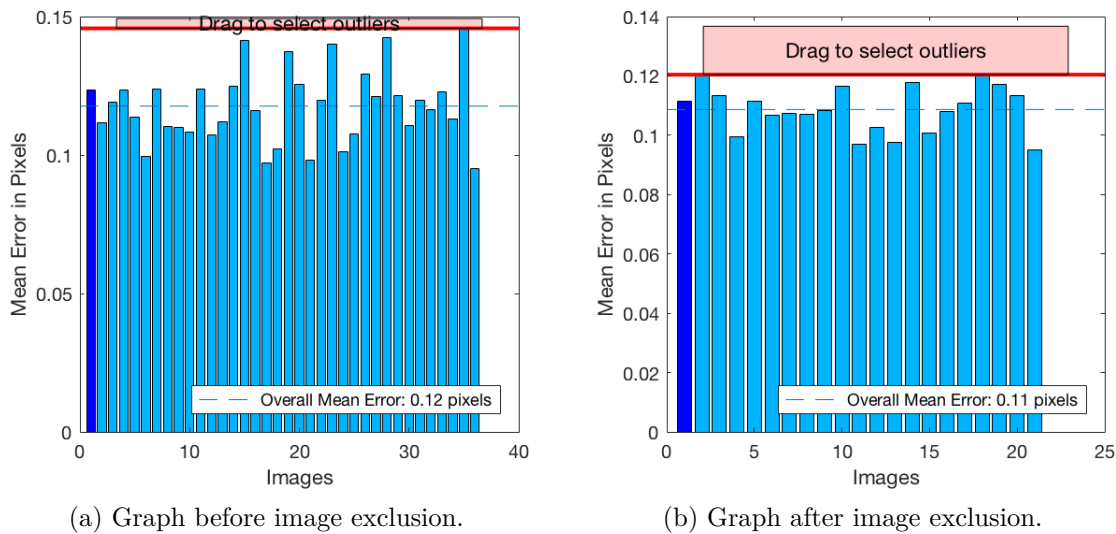 Drag to select outliers
0.15
0.1
0.05
0
Mean Error in Pixels
Overall Mean Error: 0.12 pixels
0 10 20 30 40
Images
(a) Graph before image exclusion.
Drag to select outliers
0.14
0.12
0.1
0.08
0.06
0.04
0.02
0
Mean Error in Pixels
Overall Mean Error: 0.11 pixels
0 5 10 15 20 25
Images
(b) Graph after image exclusion.